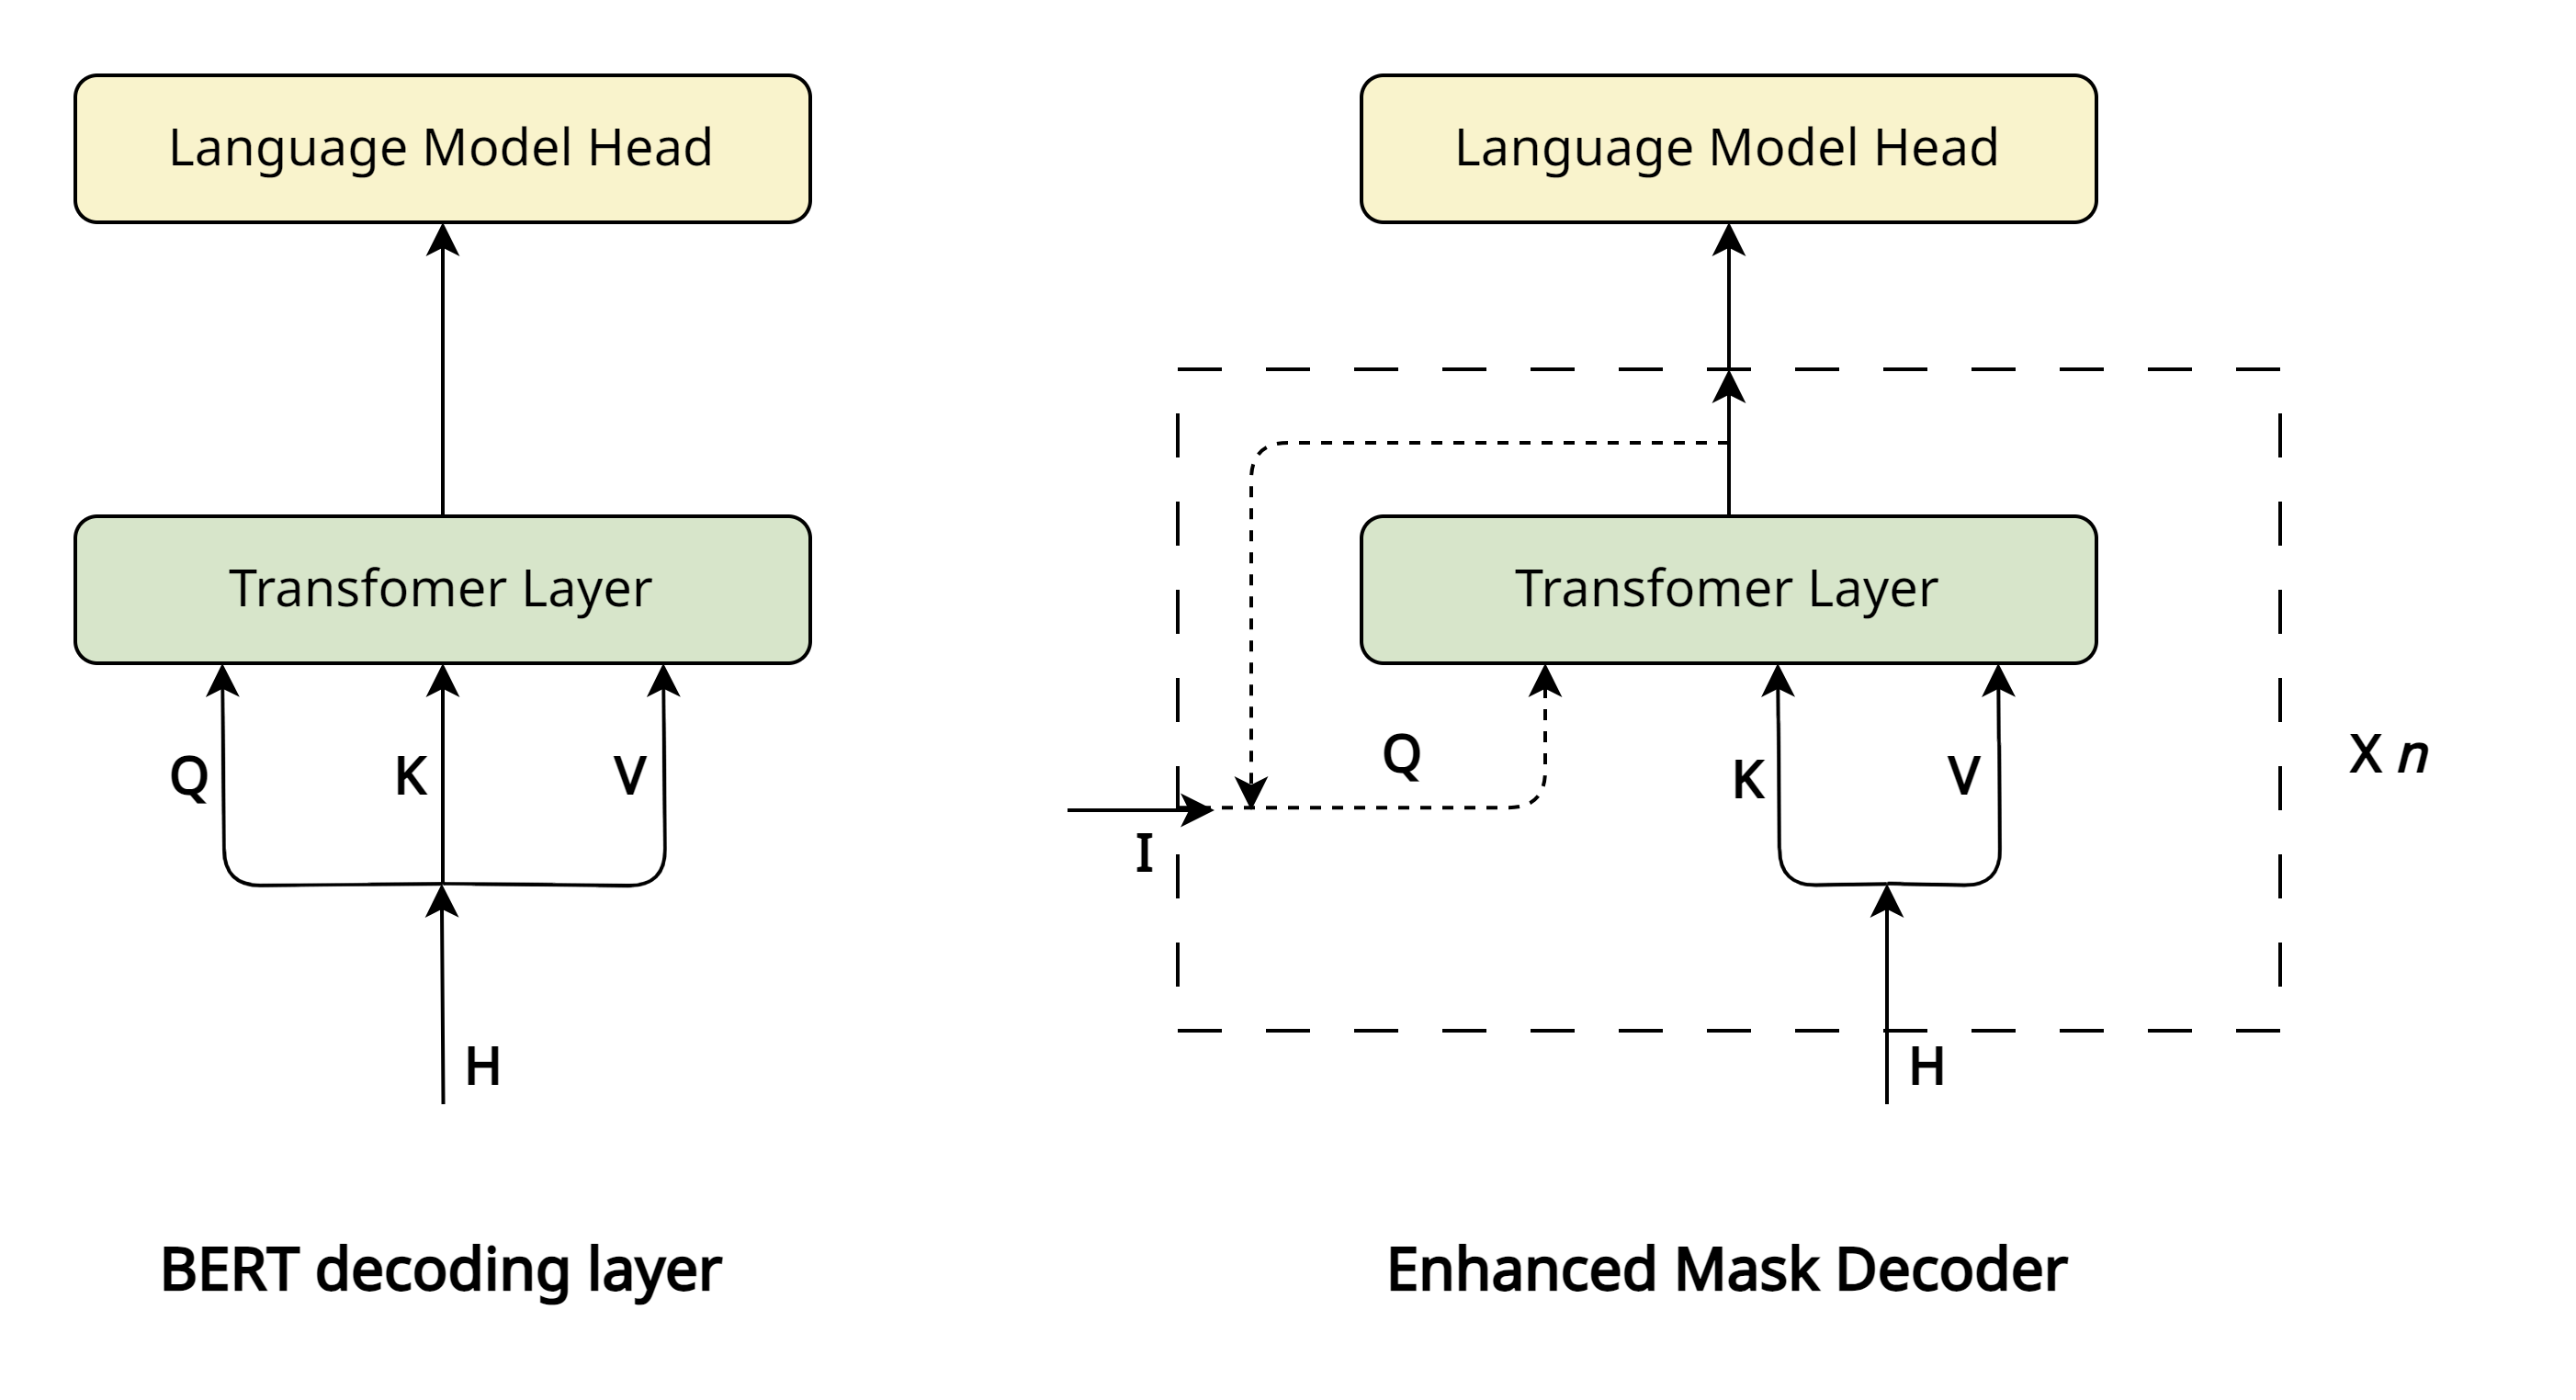 Language Model Head
Transfomer Layer
Q
K
V
H
BERT decoding layer
Language Model Head
Transfomer Layer
Q
K
V
I
H
X n
Enhanced Mask Decoder